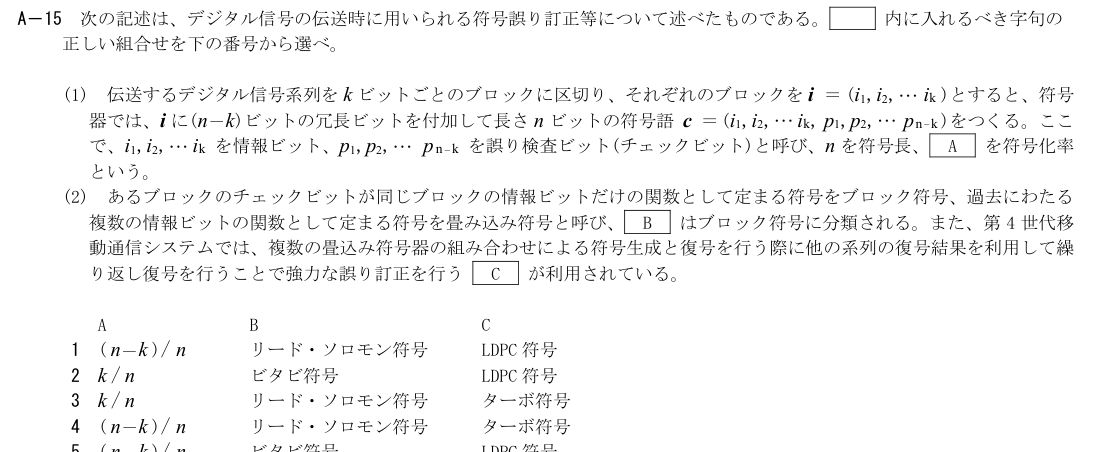 A－15　次の記述は、デジタル信号の伝送時に用いられる符号誤り訂正等について述べたものである。　　　内に入れるべき字句の
正しい組合せを下の番号から選べ。
(1)　伝送するデジタル信号系列を k ビットごとのブロックに区切り、それぞれのブロックを i ＝ (i1, i2, … ik )とすると、符号
器では、i に(n－k)ビットの冗長ビットを付加して長さ n ビットの符号語 c ＝(i1, i2, … ik, p1, p2, … pn－k)をつくる。ここ
で、i1, i2, … ik を情報ビット、p1, p2, … pn－k を誤り検査ビット(チェックビット)と呼び、n を符号長、 A を符号化率
という。
(2)　あるブロックのチェックビットが同じブロックの情報ビットだけの関数として定まる符号をブロック符号、過去にわたる
複数の情報ビットの関数として定まる符号を畳み込み符号と呼び、 B はブロック符号に分類される。また、第 4 世代移
動通信システムでは、複数の畳込み符号器の組み合わせによる符号生成と復号を行う際に他の系列の復号結果を利用して繰
り返し復号を行うことで強力な誤り訂正を行う C が利用されている。
A　B　C
1　(n－k)/ n　リード・ソロモン符号　LDPC 符号
2　k / n　ビタビ符号　LDPC 符号
3　k / n　リード・ソロモン符号　ターボ符号
4　(n－k)/ n　リード・ソロモン符号　ターボ符号
5　(n－k)/ n　ビタビ符号　LDPC 符号